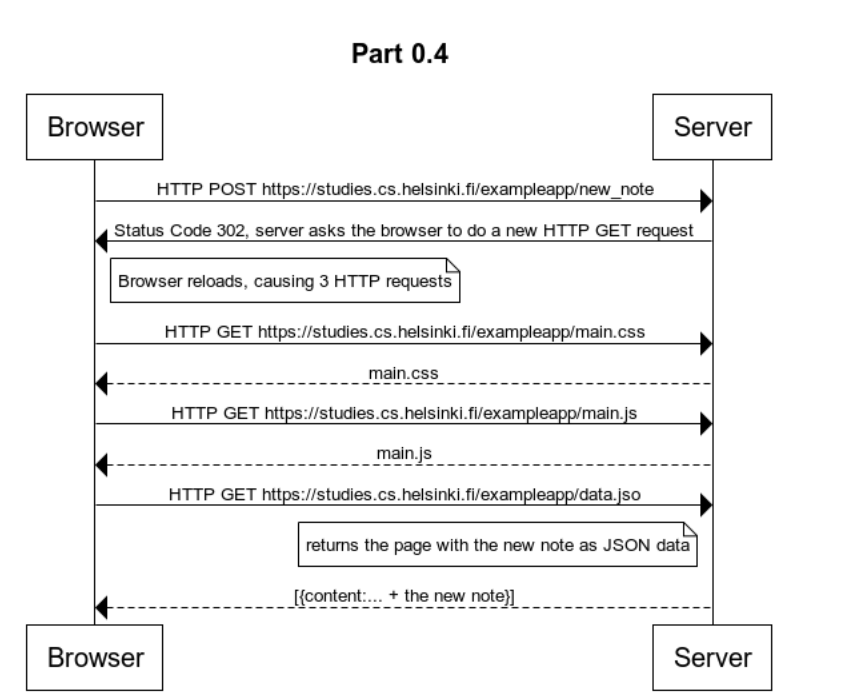 Part 0.4
Browser
Server
HTTP POST https://studies.cs.helsinki.fi/exampleapp/new_note
Status Code 302, server asks the browser to do a new HTTP GET request
Browser reloads, causing 3 HTTP requests
HTTP GET https://studies.cs.helsinki.fi/exampleapp/main.css
main.css
HTTP GET https://studies.cs.helsinki.fi/exampleapp/main.js
main.js
HTTP GET https://studies.cs.helsinki.fi/exampleapp/data.jso
returns the page with the new note as JSON data
[{content:... + the new note}]
Browser
Server